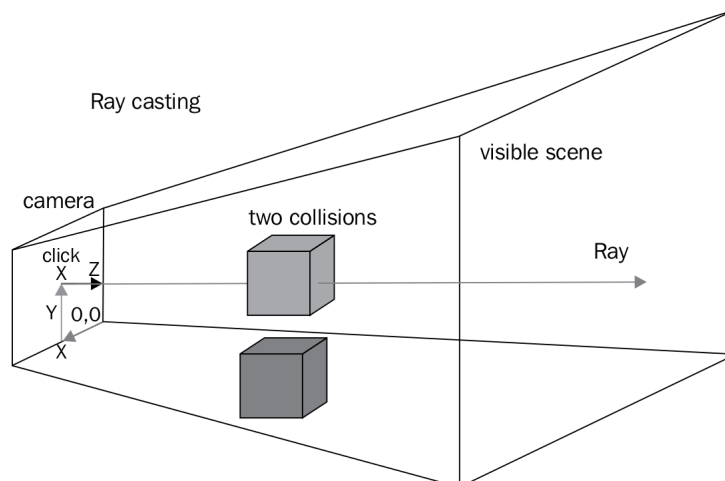 Ray casting
visible scene
camera
two collisions
click
X
Z
Ray
Y
0,0
X